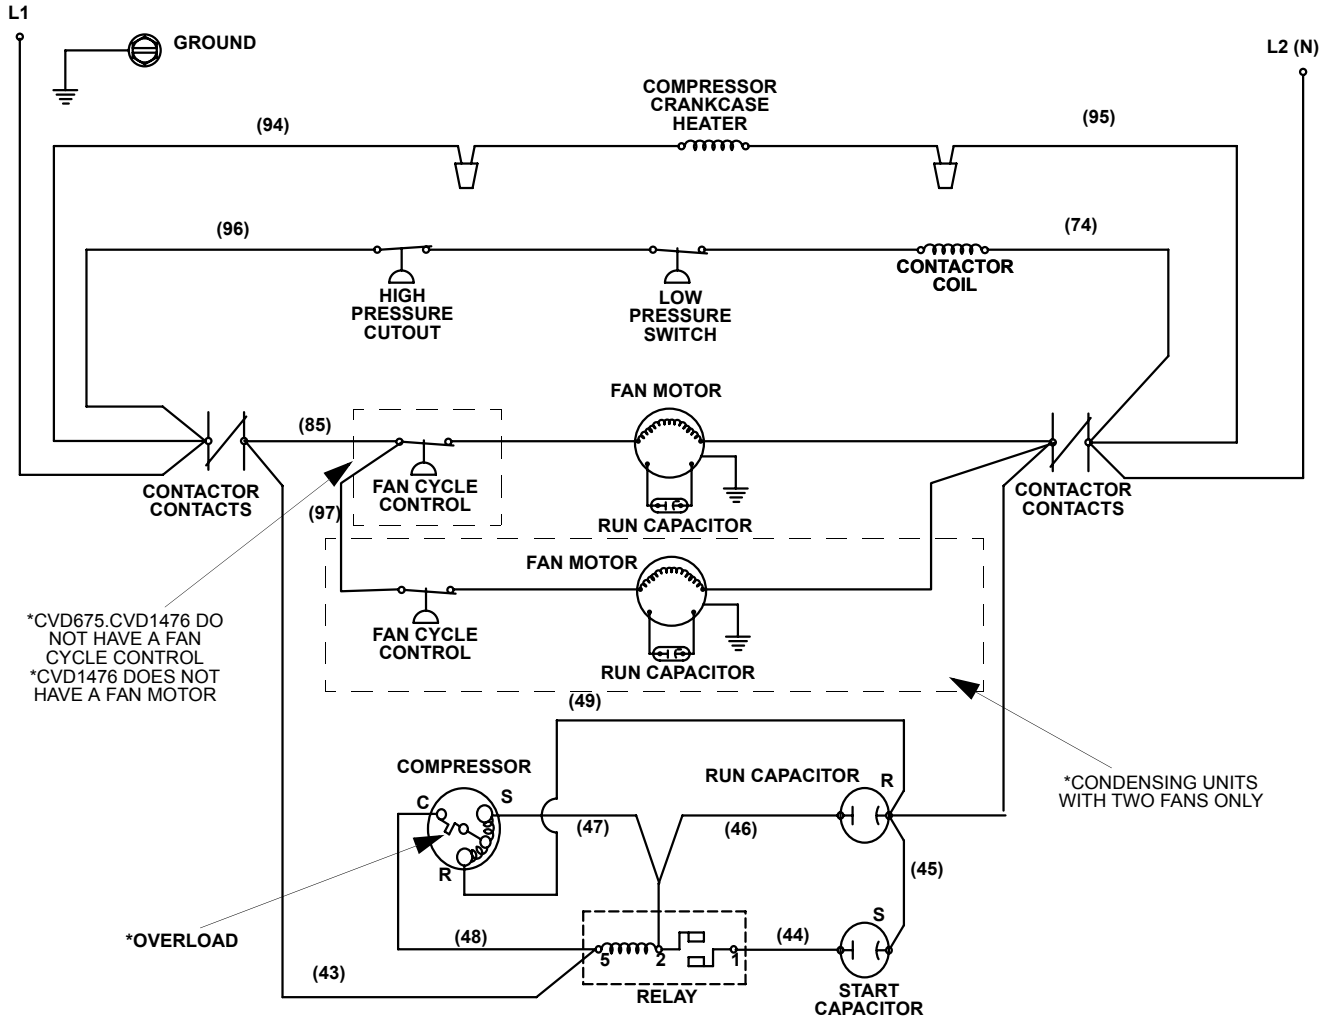 L1
GROUND
L2 (N)
COMPRESSOR
CRANKCASE
HEATER
(94)
(95)
(96)
(74)
HIGH
PRESSURE
CUTOUT
LOW
PRESSURE
SWITCH
CONTACTOR
COIL
FAN MOTOR
(85)
CONTACTOR
CONTACTS
FAN CYCLE
CONTROL
RUN CAPACITOR
CONTACTOR
CONTACTS
(97)
FAN MOTOR
FAN CYCLE
CONTROL
RUN CAPACITOR
*CVD675.CVD1476 DO
NOT HAVE A FAN
CYCLE CONTROL
*CVD1476 DOES NOT
HAVE A FAN MOTOR
(49)
COMPRESSOR
C
S
R
RUN CAPACITOR
R
*CONDENSING UNITS
WITH TWO FANS ONLY
(47)
(46)
(45)
*OVERLOAD
(48)
(43)
5
2
1
RELAY
(44)
S
START
CAPACITOR